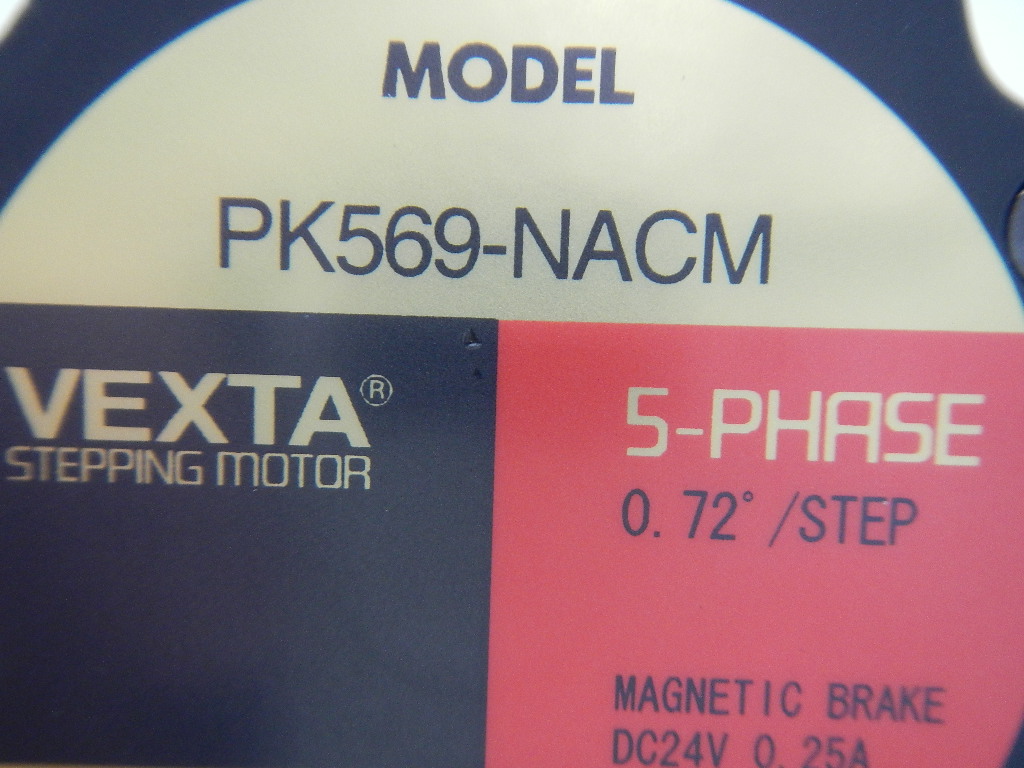 MODEL
PK569-NACM
VEXTA®
STEPPING MOTOR
5-PHASE
0.72° /STEP
MAGNETIC BRAKE
DC24V 0.25A